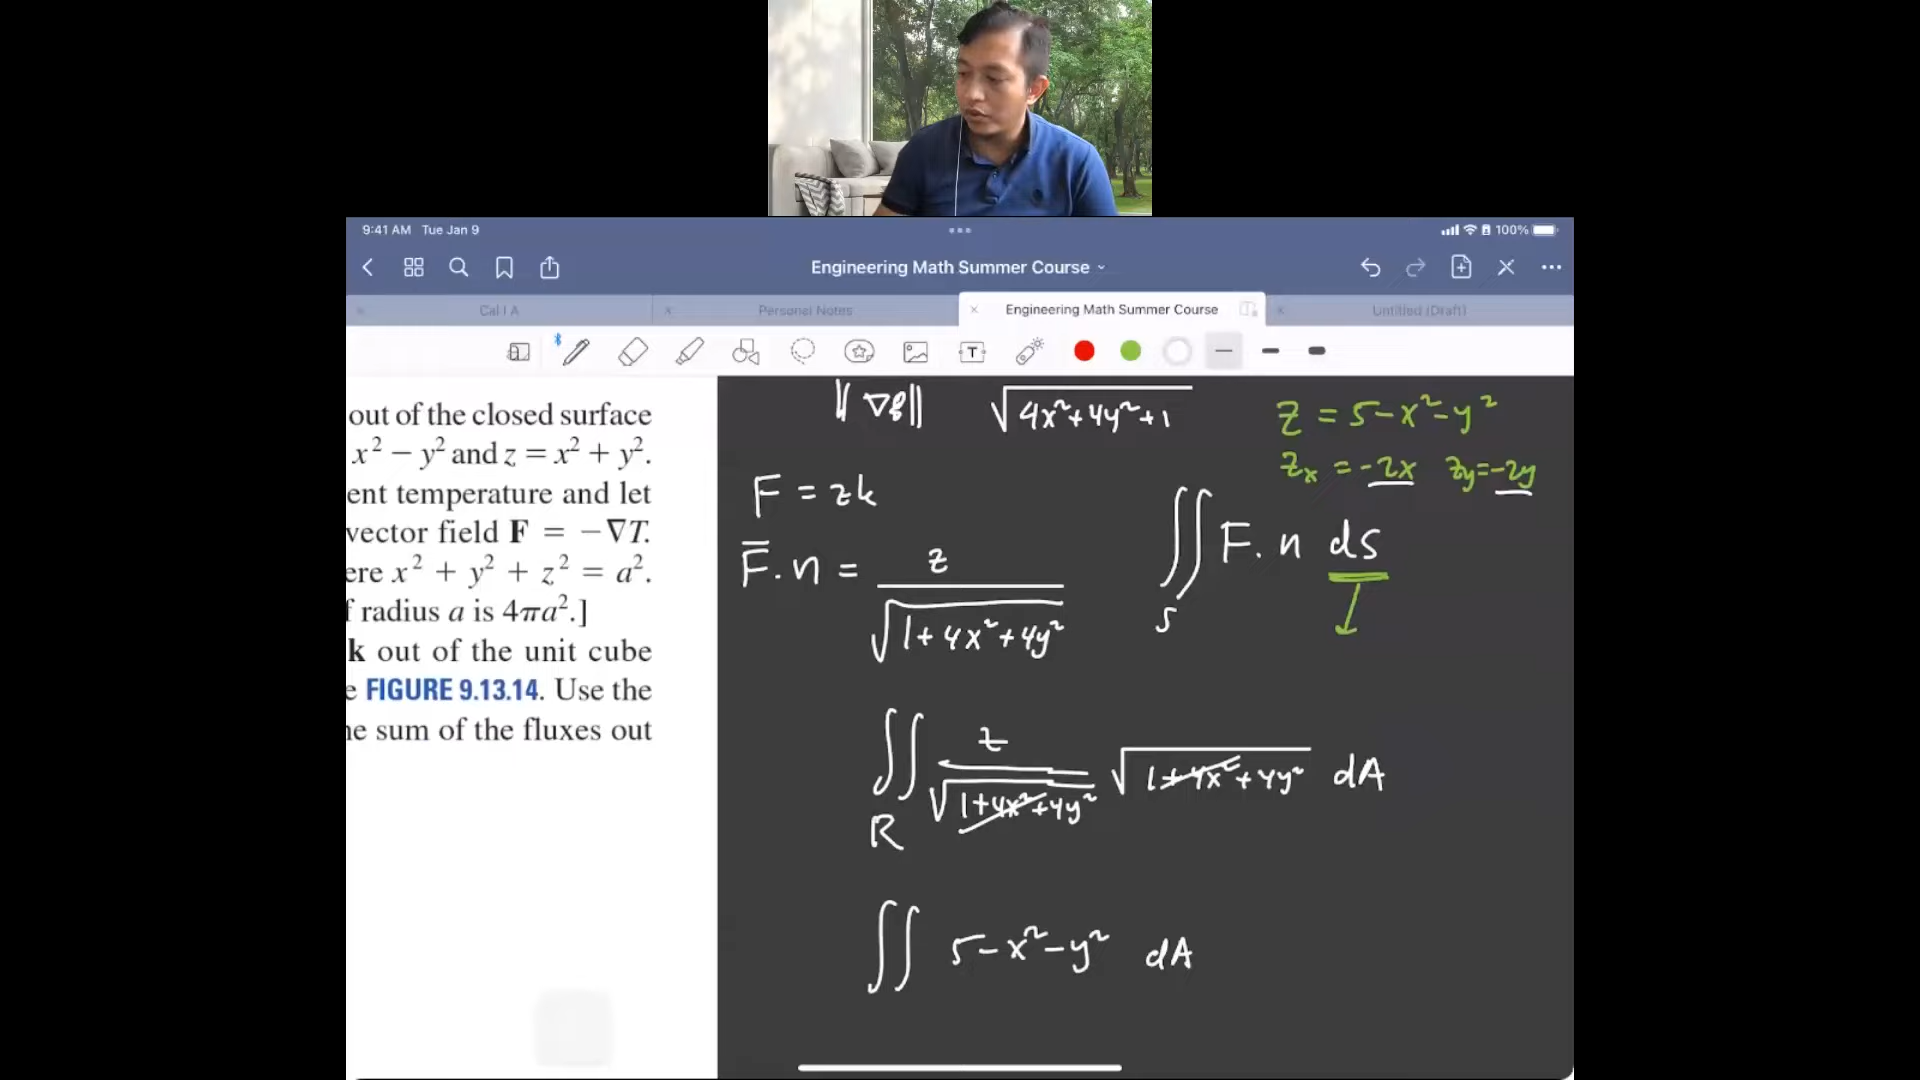 9:41 AM Tue Jan 9
100%
Engineering Math Summer Course
Cal I A
Personal Notes
Engineering Math Summer Course
Untitled (Draft)
T
out of the closed surface
x² − y² and z = x² + y².
ent temperature and let
vector field F = −∇T.
ere x² + y² + z² = a².
f radius a is 4πa².]
k out of the unit cube
e FIGURE 9.13.14. Use the
ne sum of the fluxes out
‖∇g‖ √(4x²+4y²+1)
z = 5-x²-y²
zx = -2x zy=-2y
F = zk
∬S F. n ds
F̅.n = z / √(1+4x²+4y²)
∬R z / √(1+4x²+4y²) √(1+4x²+4y²) dA
∬ 5-x²-y² dA